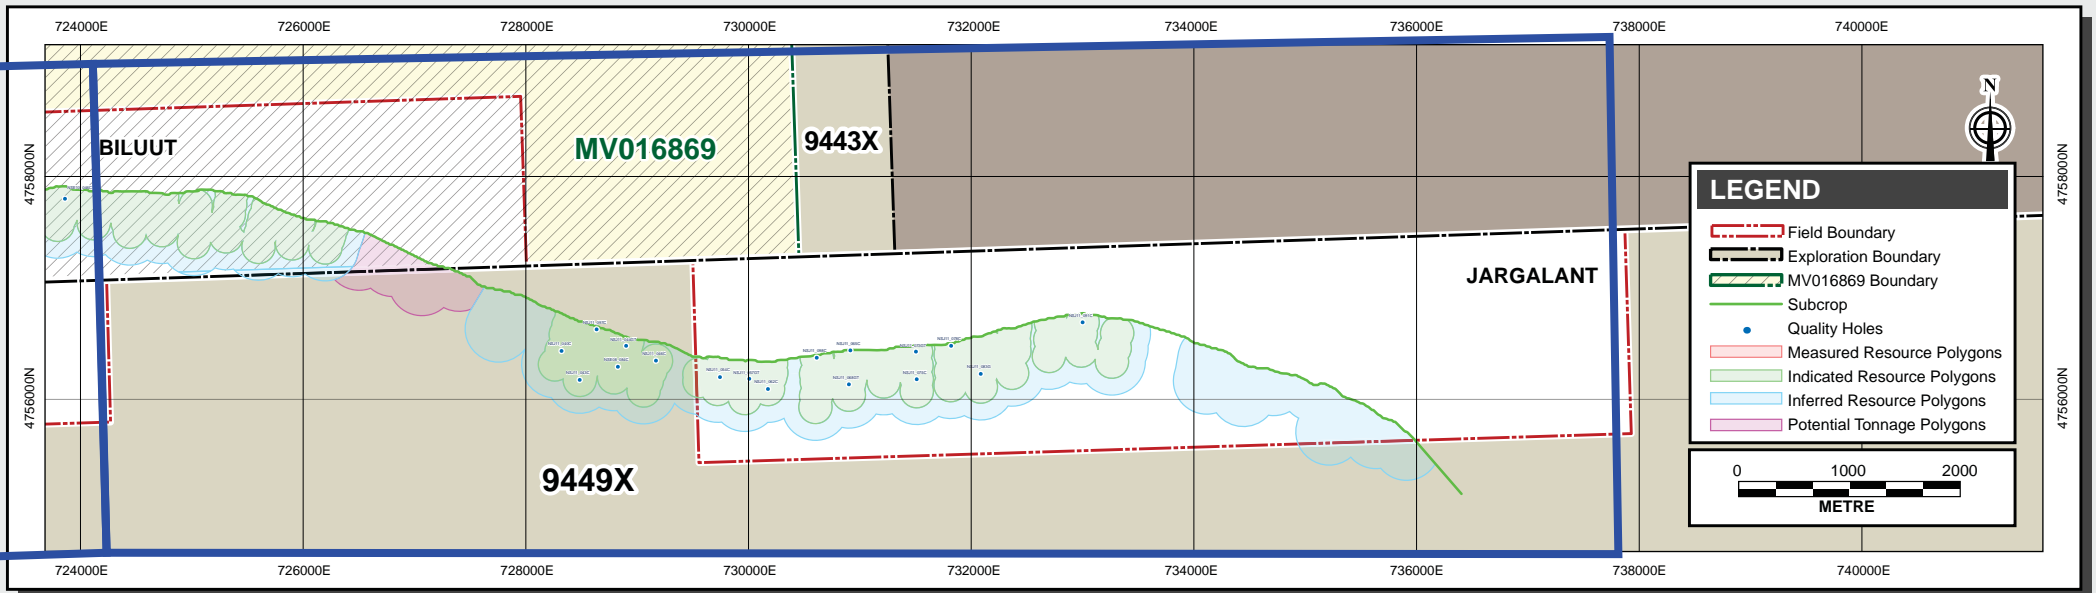 724000E 726000E 728000E 730000E 732000E 734000E 736000E 738000E 740000E
N
BILUUT
MV016869
9443X
4758000N
4758000N
JARGALANT
4756000N
4756000N
9449X
LEGEND
Field Boundary
Exploration Boundary
MV016869 Boundary
Subcrop
Quality Holes
Measured Resource Polygons
Indicated Resource Polygons
Inferred Resource Polygons
Potential Tonnage Polygons
0 1000 2000
METRE
724000E 726000E 728000E 730000E 732000E 734000E 736000E 738000E 740000E